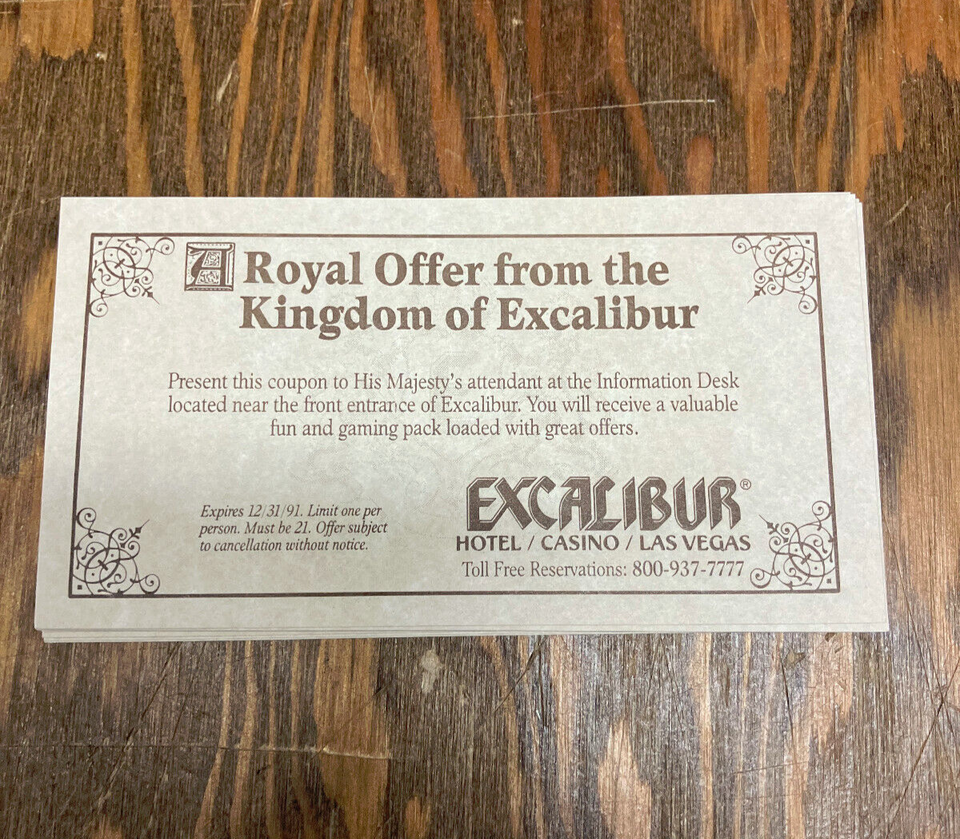 A Royal Offer from the
Kingdom of Excalibur
Present this coupon to His Majesty's attendant at the Information Desk
located near the front entrance of Excalibur. You will receive a valuable
fun and gaming pack loaded with great offers.
Expires 12/31/91. Limit one per
person. Must be 21. Offer subject
to cancellation without notice.
EXCALIBUR®
HOTEL / CASINO / LAS VEGAS
Toll Free Reservations: 800-937-7777